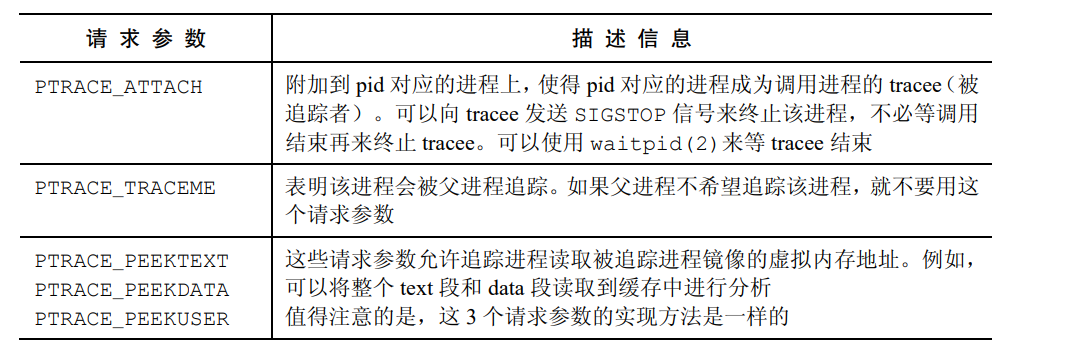 请求参数 描述信息
PTRACE_ATTACH 附加到 pid 对应的进程上，使得 pid 对应的进程成为调用进程的 tracee（被
追踪者）。可以向 tracee 发送 SIGSTOP 信号来终止该进程，不必等调用
结束再来终止 tracee。可以使用 waitpid(2)来等 tracee 结束
PTRACE_TRACEME 表明该进程会被父进程追踪。如果父进程不希望追踪该进程，就不要用这
个请求参数
PTRACE_PEEKTEXT 这些请求参数允许追踪进程读取被追踪进程镜像的虚拟内存地址。例如，
PTRACE_PEEKDATA 可以将整个 text 段和 data 段读取到缓存中进行分析
PTRACE_PEEKUSER 值得注意的是，这 3 个请求参数的实现方法是一样的